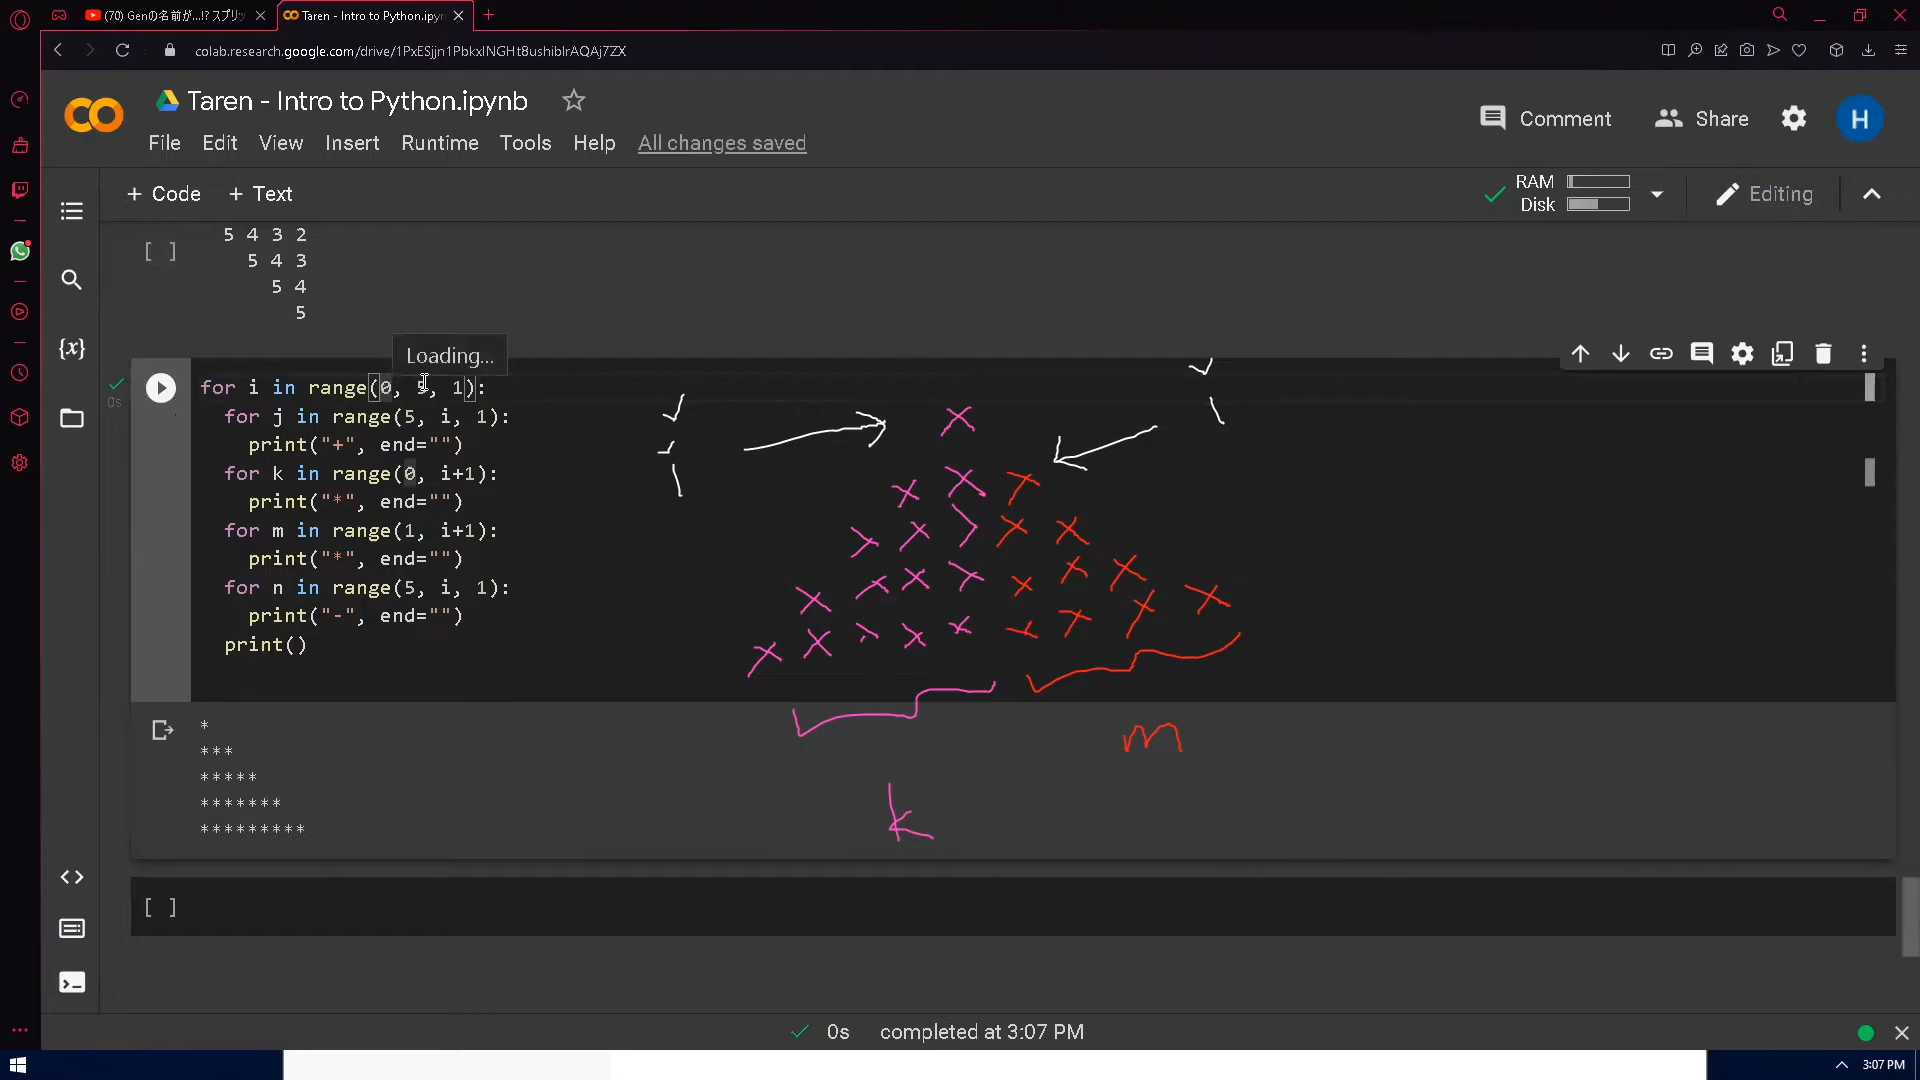 (70) Genの名前が...!? スプリッ
Taren - Intro to Python.ipyn
colab.research.google.com/drive/1PxESjjn1PbkxlNGHt8ushiblrAQAj7ZX
Taren - Intro to Python.ipynb
Comment
Share
H
File Edit View Insert Runtime Tools Help All changes saved
+ Code + Text
RAM
Disk
Editing
5 4 3 2
[ ]
5 4 3
5 4
5
Loading...
for i in range(0, 5, 1):
0s
for j in range(5, i, 1):
print("+", end="")
for k in range(0, i+1):
print("*", end="")
for m in range(1, i+1):
print("*", end="")
for n in range(5, i, 1):
print("-", end="")
print()
*
***
*****
*******
*********
m
k
[ ]
0s completed at 3:07 PM
3:07 PM